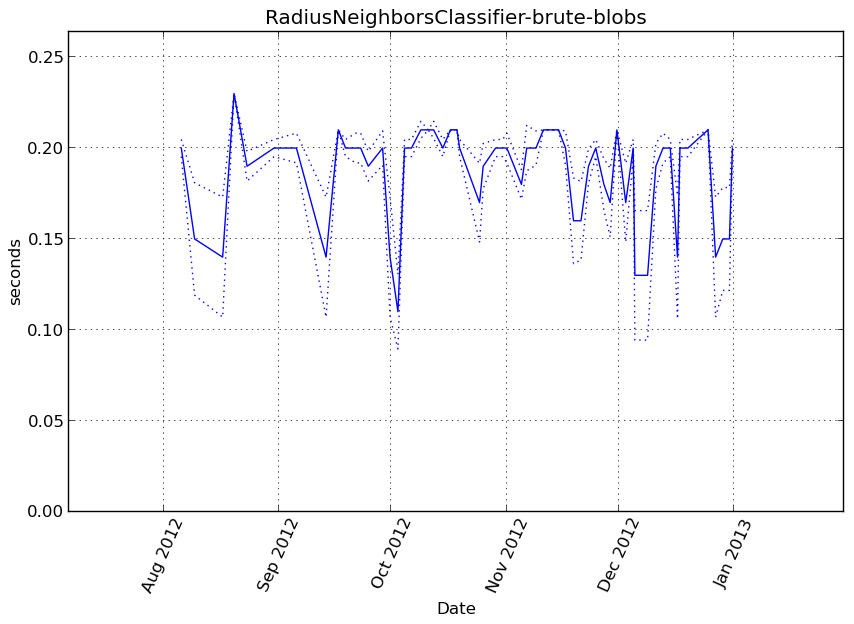 RadiusNeighborsClassifier-brute-blobs
0.25
0.20
0.15
0.10
0.05
0.00
seconds
Aug 2012
Sep 2012
Oct 2012
Nov 2012
Dec 2012
Jan 2013
Date